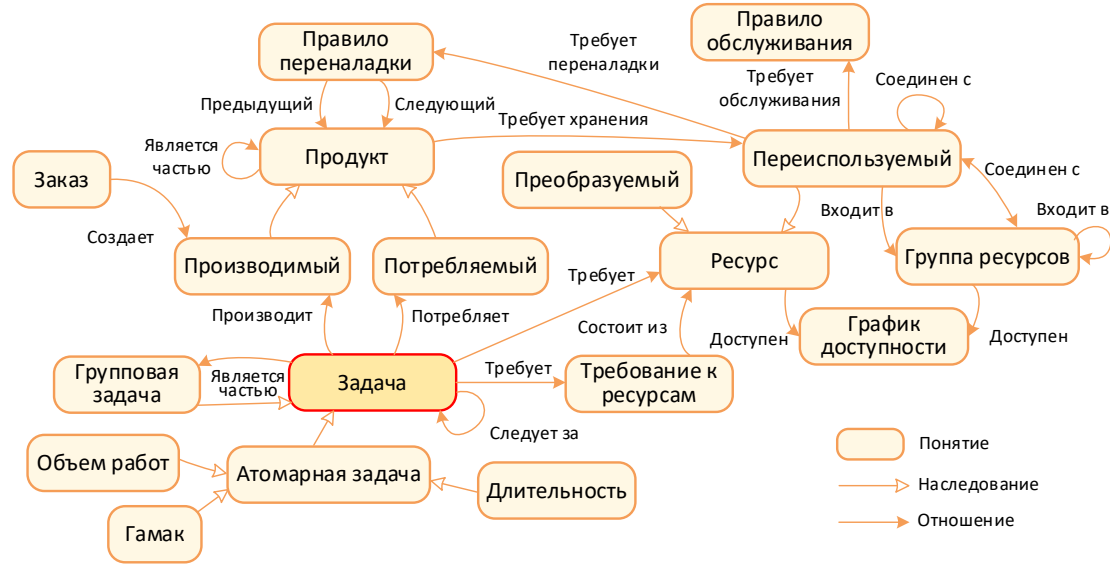 Правило
переналадки
Требует
переналадки
Правило
обслуживания
Требует
обслуживания
Соединен с
Предыдущий
Следующий
Требует хранения
Является
частью
Продукт
Переиспользуемый
Заказ
Преобразуемый
Соединен с
Входит в
Входит в
Создает
Производимый
Потребляемый
Требует
Ресурс
Группа ресурсов
Производит
Потребляет
Состоит из
Доступен
График
доступности
Доступен
Групповая
задача
Является
частью
Задача
Требует
Требование к
ресурсам
Следует за
Объем работ
Атомарная задача
Длительность
Гамак
Понятие
Наследование
Отношение